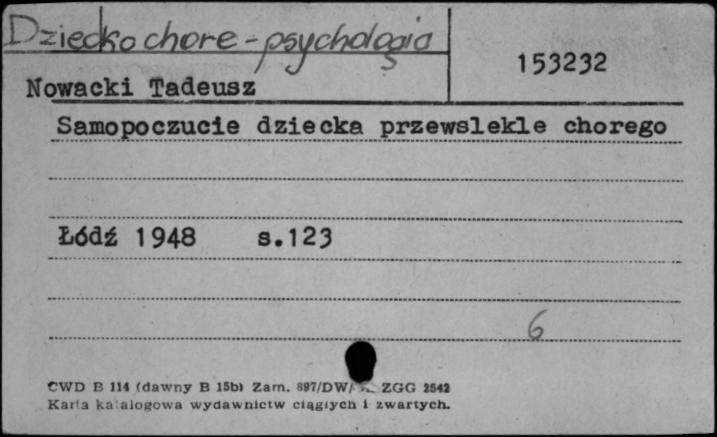 Dziecko chore - psychologia
153232
Nowacki Tadeusz
Samopoczucie dziecka przewslekle chorego
Łódź 1948 s.123
6
CWD B 114 (dawny B 15b) Zam. 897/DW/ ZGG 2542
Karta katalogowa wydawnictw ciągłych i zwartych.